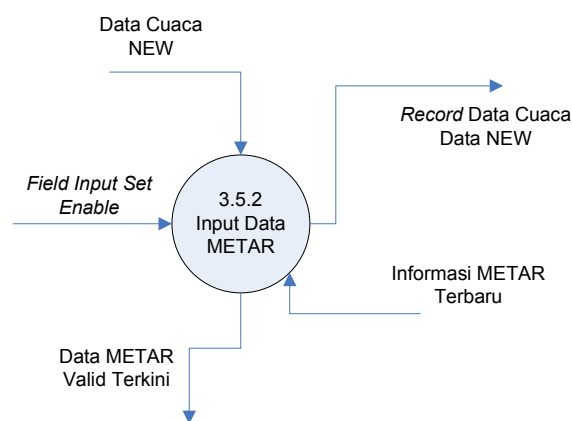 Data Cuaca
NEW
Record Data Cuaca
Data NEW
Field Input Set
Enable
3.5.2
Input Data
METAR
Informasi METAR
Terbaru
Data METAR
Valid Terkini